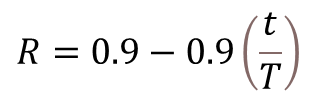 R = 0.9 − 0.9 (t/T)